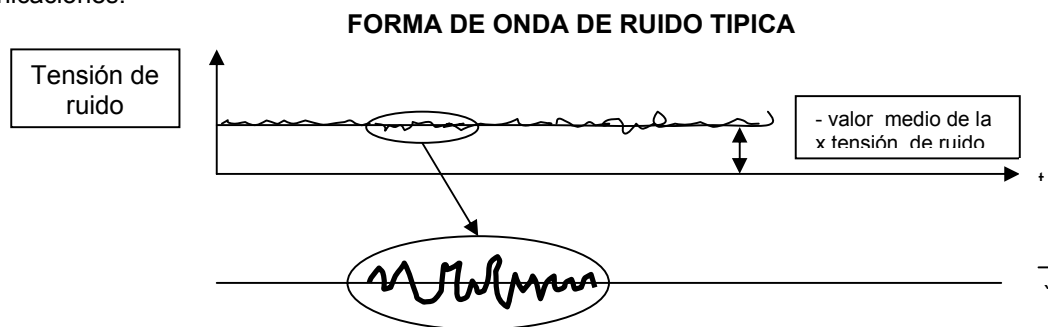 FORMA DE ONDA DE RUIDO TIPICA
Tensión de
ruido
- valor medio de la
x tensión de ruido